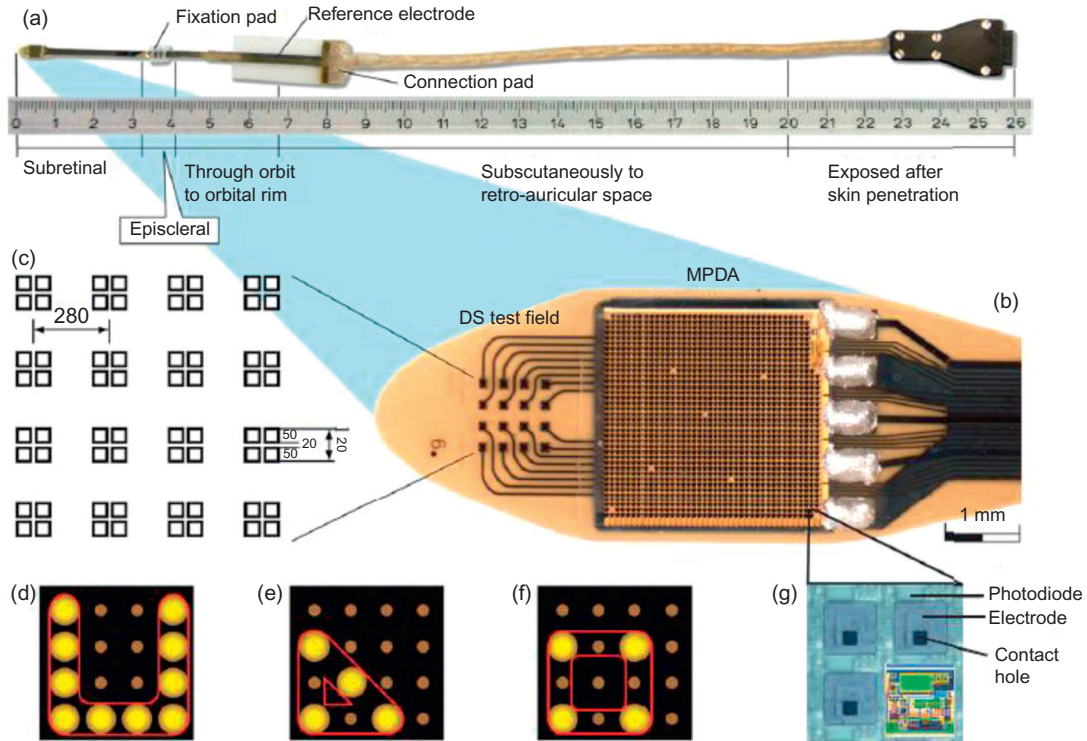 (a)
Fixation pad
Reference electrode
Connection pad
0 1 2 3 4 5 6 7 8 9 10 11 12 13 14 15 16 17 18 19 20 21 22 23 24 25 26
Subretinal
Through orbit
to orbital rim
Subscutaneously to
retro-auricular space
Exposed after
skin penetration
Episcleral
(c)
280
50
20
50
120
MPDA
(b)
DS test field
6.
1 mm
(d)
(e)
(f)
(g)
Photodiode
Electrode
Contact
hole